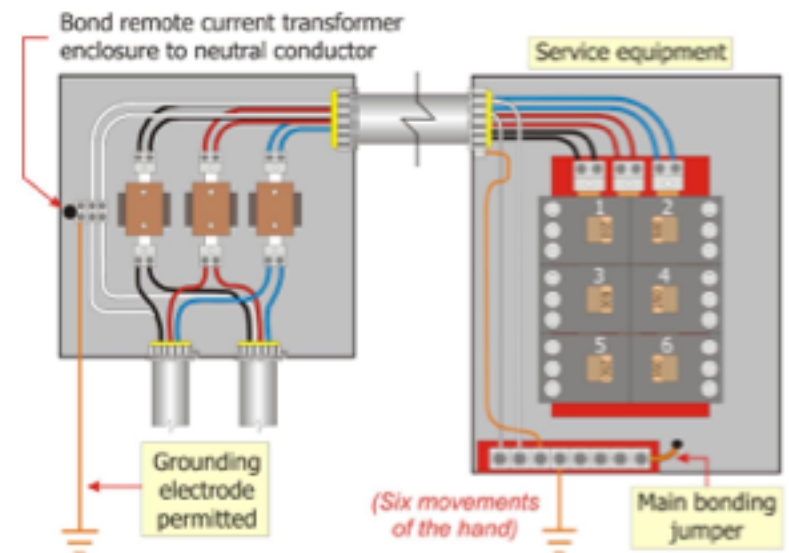 Bond remote current transformer
enclosure to neutral conductor
Service equipment
1 2
3 4
5 6
Grounding
electrode
permitted
(Six movements
of the hand)
Main bonding
jumper